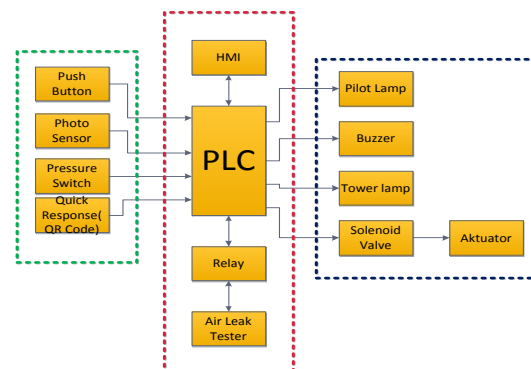 Push
Button
Photo
Sensor
Pressure
Switch
Quick
Response(
QR Code)
HMI
PLC
Relay
Air Leak
Tester
Pilot Lamp
Buzzer
Tower lamp
Solenoid
Valve
Aktuator